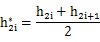 h*₂ᵢ = (h₂ᵢ + h₂ᵢ₊₁) / 2